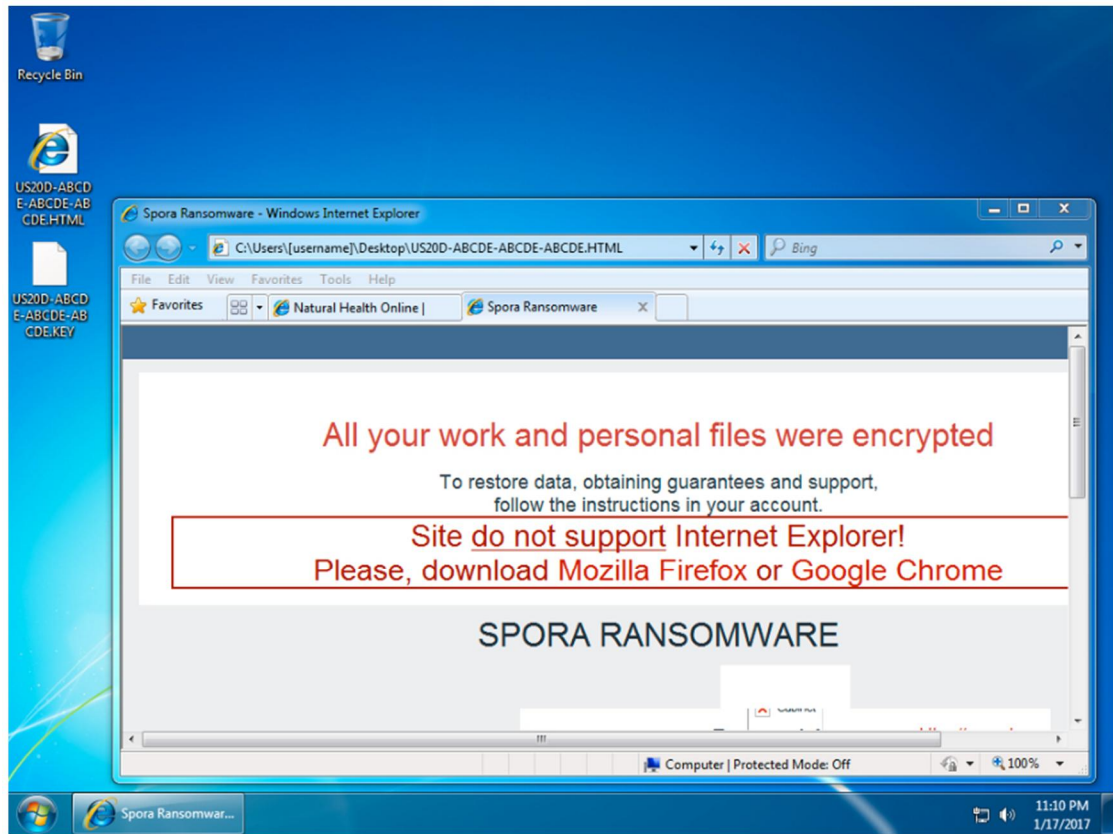 Recycle Bin
US20D-ABCD
E-ABCDE-AB
CDE.HTML
US20D-ABCD
E-ABCDE-AB
CDE.KEY
Spora Ransomware - Windows Internet Explorer
C:\Users\[username]\Desktop\US20D-ABCDE-ABCDE-ABCDE.HTML
Bing
File Edit View Favorites Tools Help
Favorites
Natural Health Online |
Spora Ransomware
All your work and personal files were encrypted
To restore data, obtaining guarantees and support,
follow the instructions in your account.
Site do not support Internet Explorer!
Please, download Mozilla Firefox or Google Chrome
SPORA RANSOMWARE
Computer | Protected Mode: Off
100%
Spora Ransomwar...
11:10 PM
1/17/2017